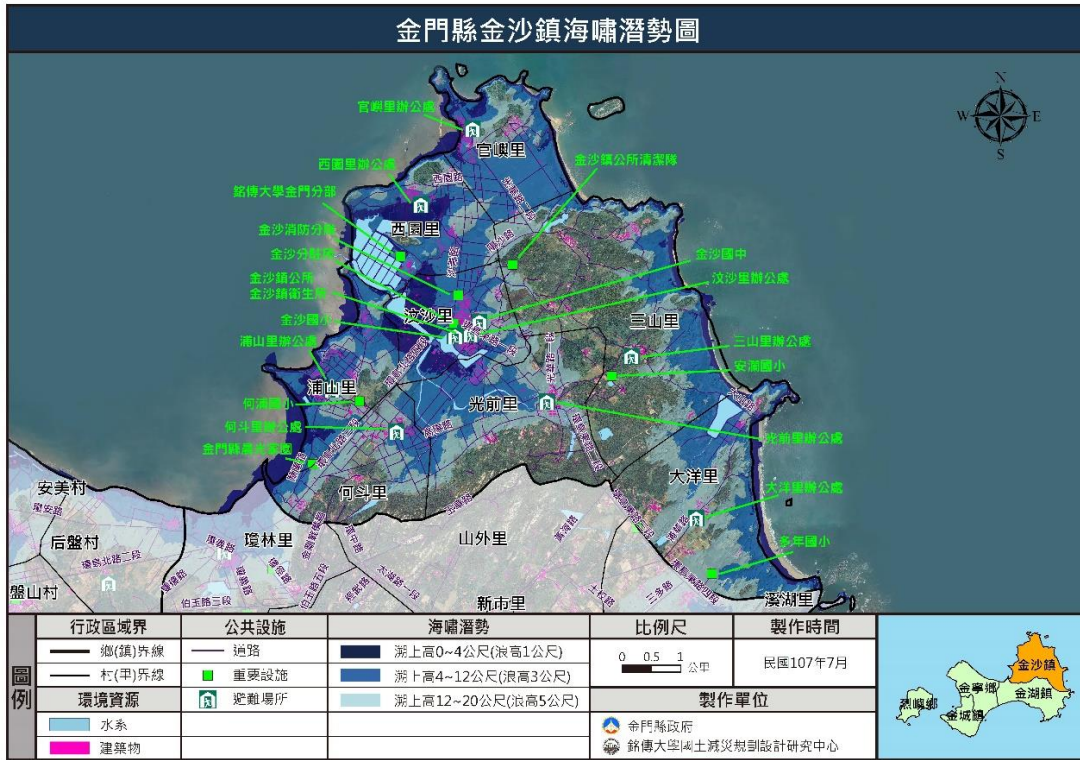 金門縣金沙鎮海嘯潛勢圖
N
W
E
S
官嶼里辦公處
官嶼里
西園里辦公處
金沙鎮公所清潔隊
銘傳大學金門分部
西園里
金沙消防分隊
金沙國中
金沙分駐所
汶沙里辦公處
金沙鎮公所
金沙鎮衛生所
金沙國小
汶沙里
三山里
浦山里辦公處
三山里辦公處
安瀾國小
浦山里
何浦國小
光前里
何斗里辦公處
光前里辦公處
金門縣晨光家園
大洋里
何斗里
大洋里辦公處
安美村
后盤村
瓊林里
山外里
多年國小
盤山村
伯玉路三段
伯玉路五段
新市里
溪湖里
圖例
行政區域界
公共設施
海嘯潛勢
比例尺
製作時間
鄉(鎮)界線
道路
溯上高0~4公尺(浪高1公尺)
0 0.5 1
公里
民國107年7月
村(里)界線
重要設施
溯上高4~12公尺(浪高3公尺)
環境資源
避難場所
溯上高12~20公尺(浪高5公尺)
製作單位
水系
金門縣政府
建築物
銘傳大學國土減災規劃設計研究中心
金沙鎮
金寧鄉
金湖鎮
烈嶼鄉
金城鎮